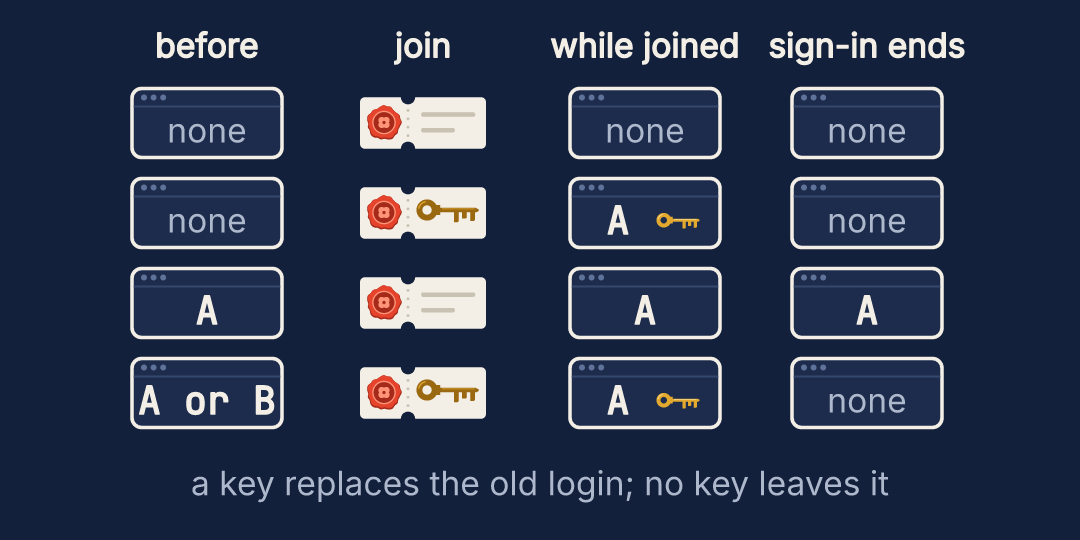 before join while joined sign-in ends
none none none
none A none
A A A
A or B A none
a key replaces the old login; no key leaves it